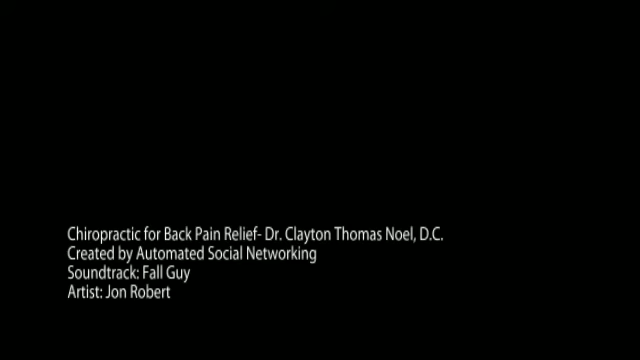 Chiropractic for Back Pain Relief- Dr. Clayton Thomas Noel, D.C.
Created by Automated Social Networking
Soundtrack: Fall Guy
Artist: Jon Robert